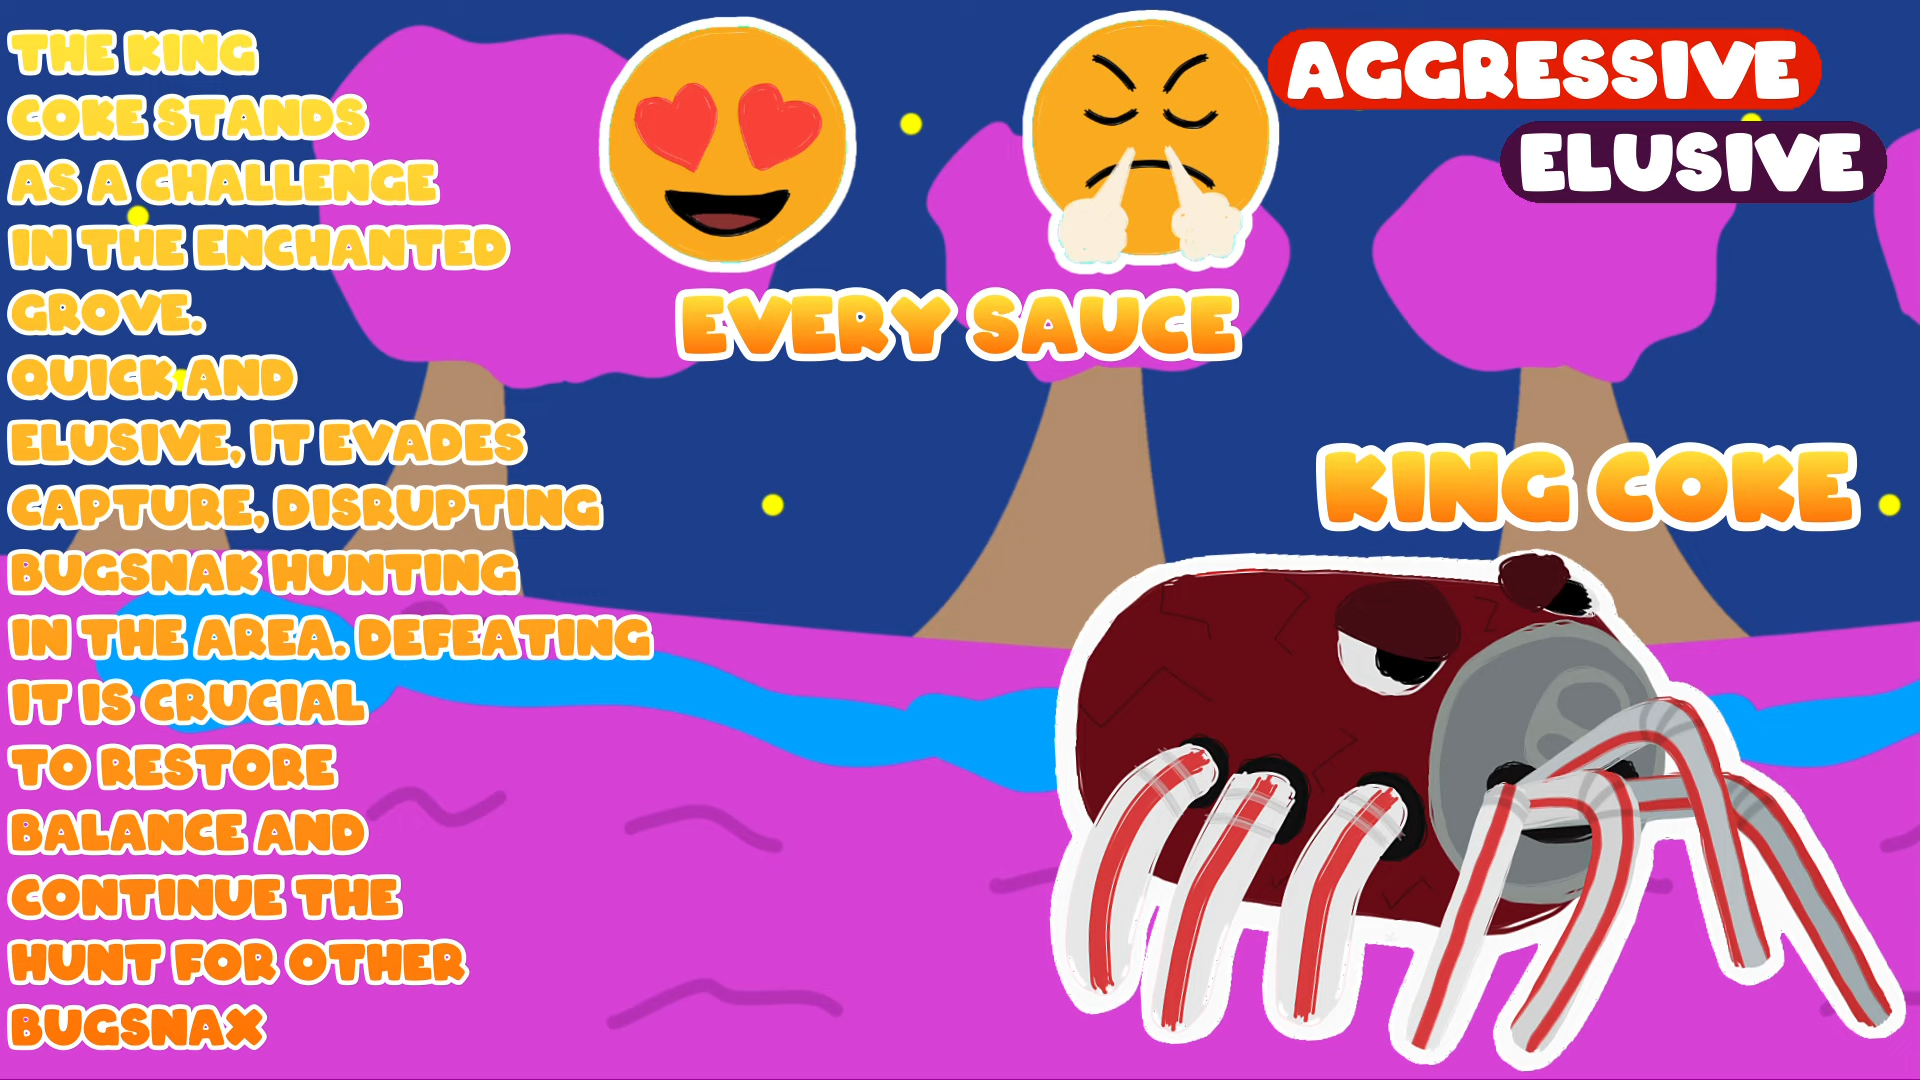 THE KING
COKE STANDS
AS A CHALLENGE
IN THE ENCHANTED
GROVE.
QUICK AND
ELUSIVE, IT EVADES
CAPTURE, DISRUPTING
BUGSNAK HUNTING
IN THE AREA. DEFEATING
IT IS CRUCIAL
TO RESTORE
BALANCE AND
CONTINUE THE
HUNT FOR OTHER
BUGSNAX
EVERY SAUCE
AGGRESSIVE
ELUSIVE
KING COKE